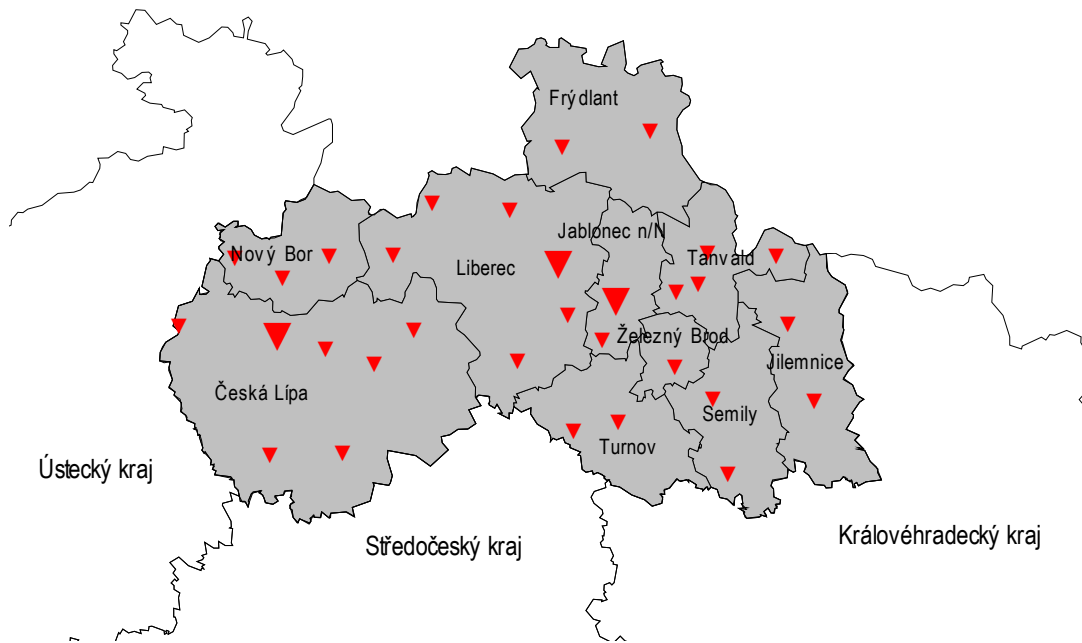 Frýdlant
Jablonec n/N
Nový Bor
Liberec
Tanvald
Železný Brod
Jilemnice
Česká Lípa
Semily
Turnov
Ústecký kraj
Středočeský kraj
Královéhradecký kraj